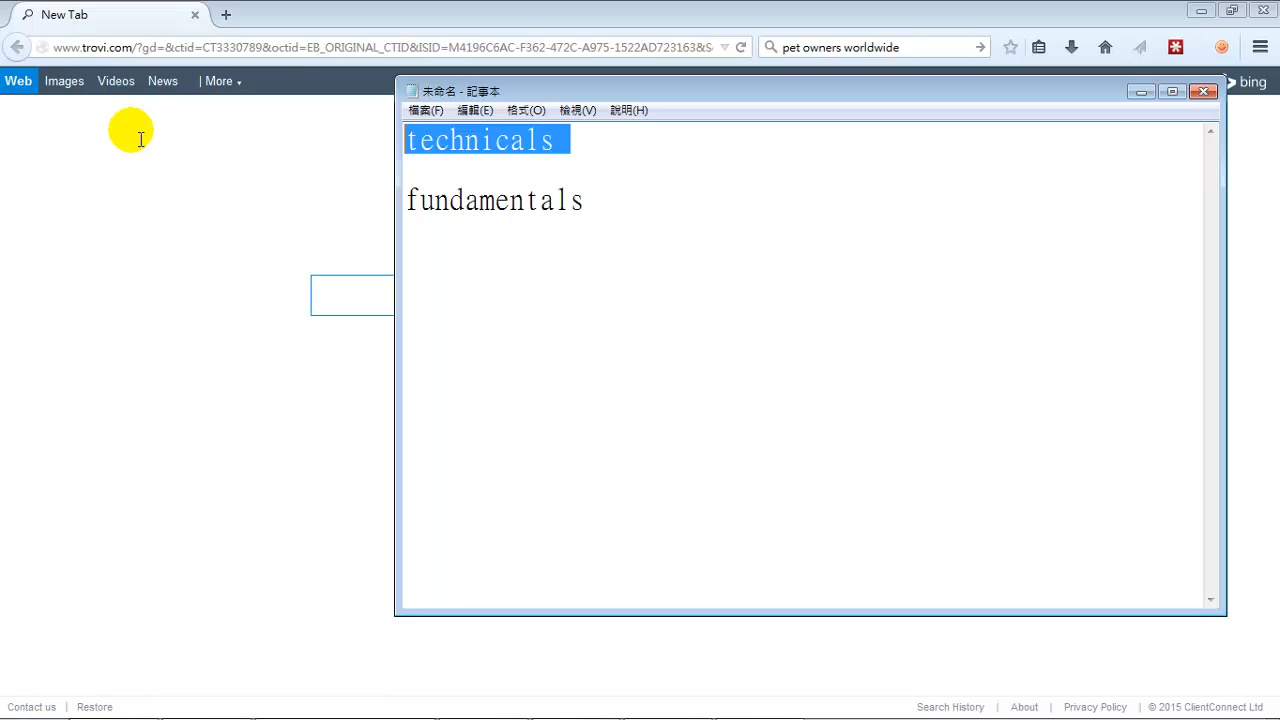 New Tab
www.trovi.com/?gd=&ctid=CT3330789&octid=EB_ORIGINAL_CTID&ISID=M4196C6AC-F362-472C-A975-1522AD723163&S
pet owners worldwide
Web Images Videos News | More
bing
未命名 - 記事本
檔案(F) 編輯(E) 格式(O) 檢視(V) 說明(H)
technicals
fundamentals
Contact us | Restore
Search History | About | Privacy Policy | © 2015 ClientConnect Ltd